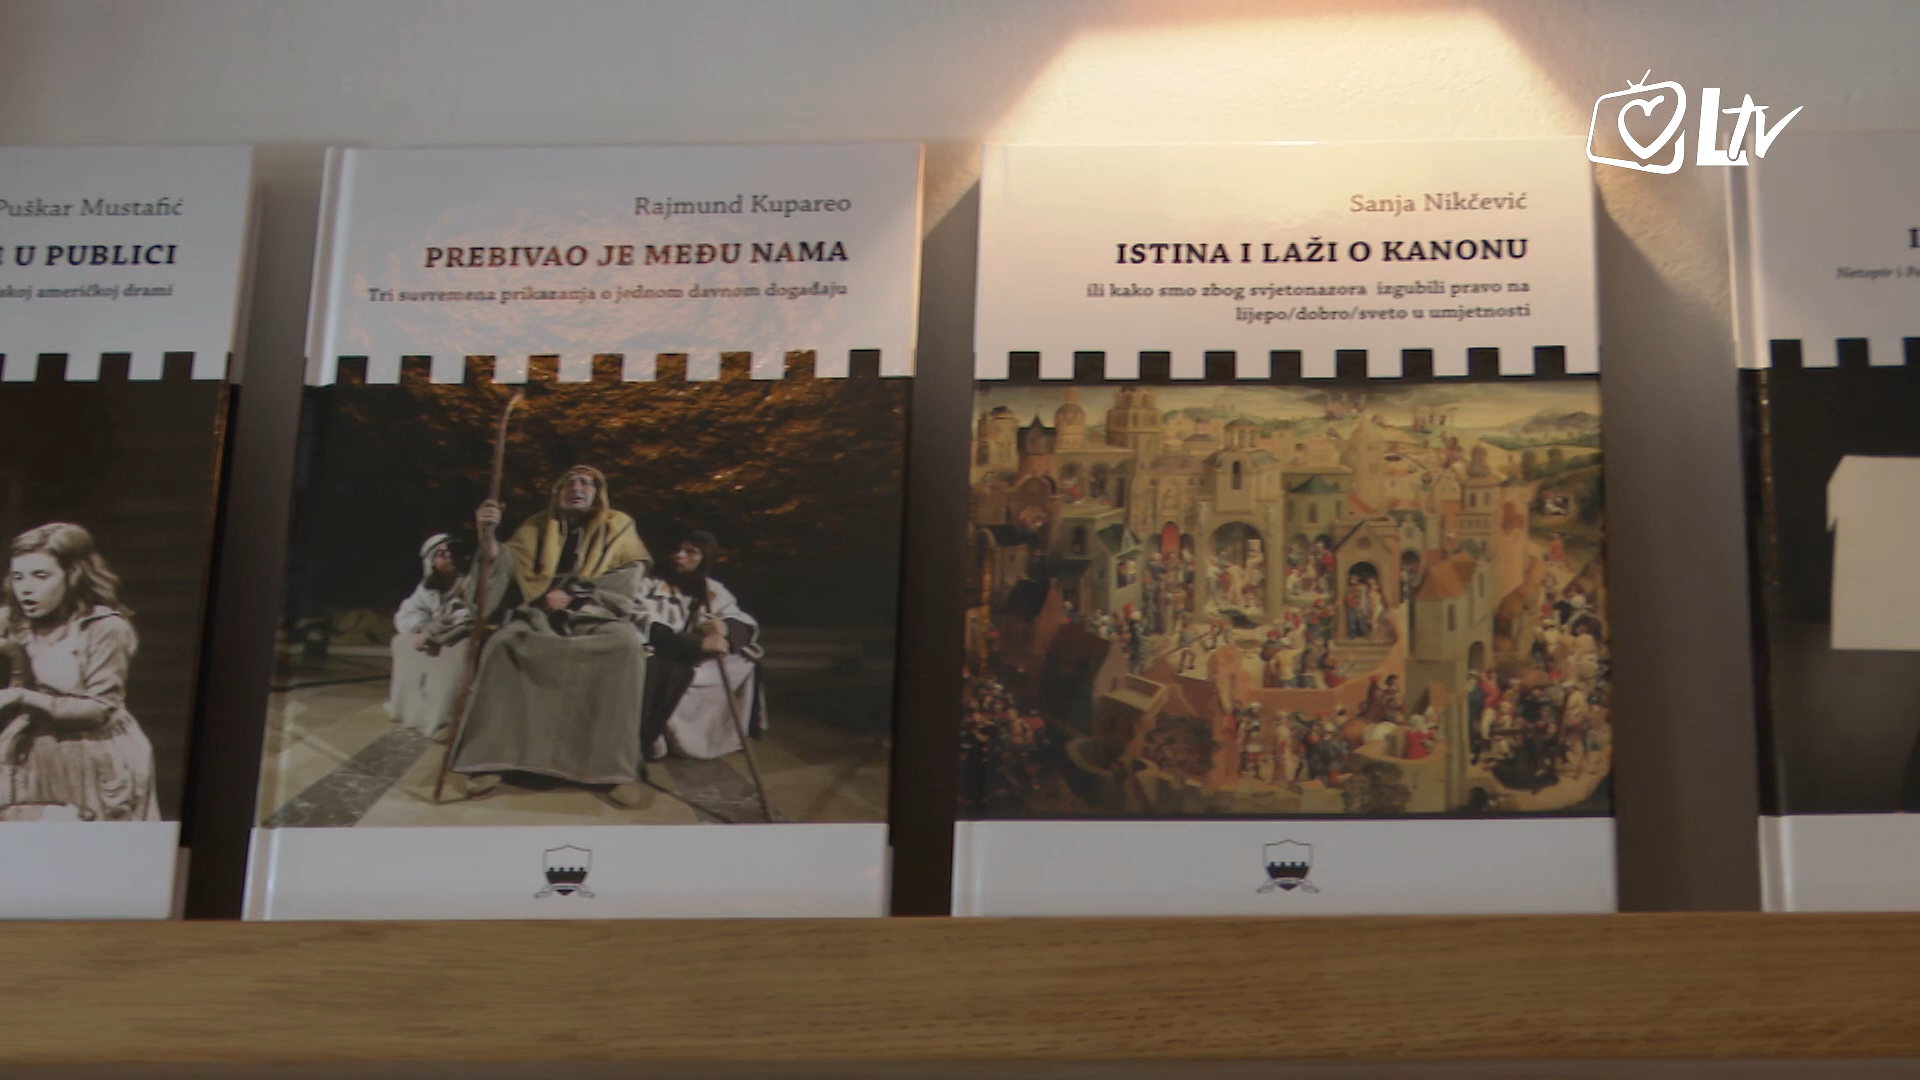 Puškar Mustafić
E U PUBLICI
američkoj drami
Rajmund Kupareo
PREBIVAO JE MEĐU NAMA
Tri suvremena prikazanja o jednom davnom događaju
Sanja Nikčević
ISTINA I LAŽI O KANONU
ili kako smo zbog svjetonazora izgubili pravo na
lijepo/dobro/sveto u umjetnosti
Netopir i
LTV